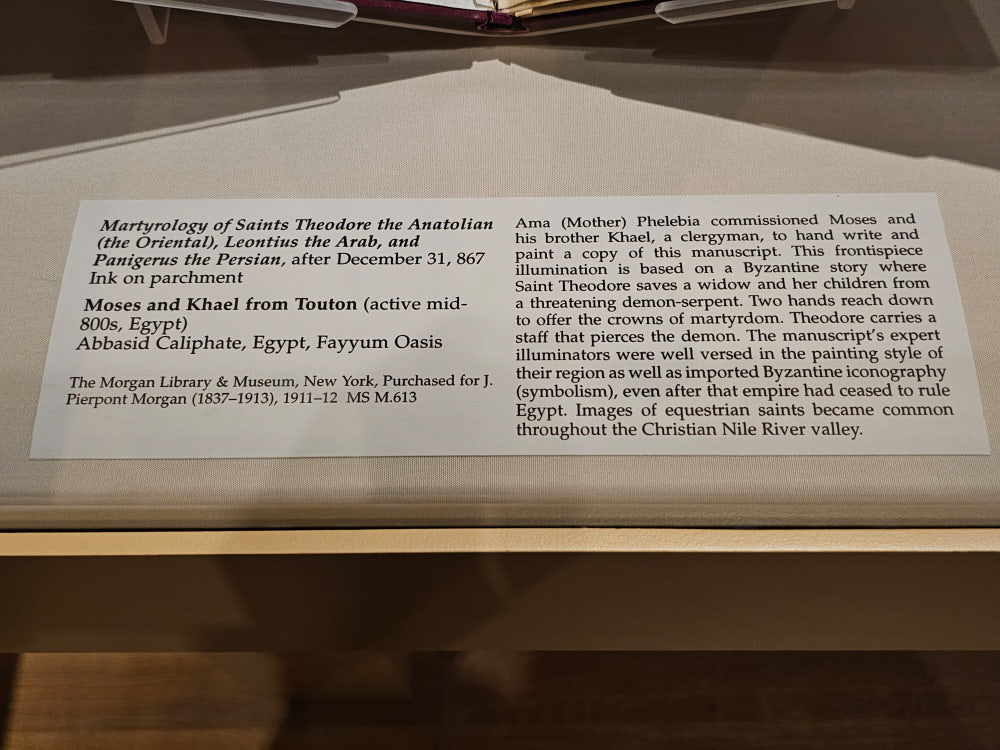 Martyrology of Saints Theodore the Anatolian
(the Oriental), Leontius the Arab, and
Panigerus the Persian, after December 31, 867
Ink on parchment
Moses and Khael from Touton (active mid-
800s, Egypt)
Abbasid Caliphate, Egypt, Fayyum Oasis
The Morgan Library & Museum, New York, Purchased for J.
Pierpont Morgan (1837–1913), 1911–12 MS M.613
Ama (Mother) Phelebia commissioned Moses and
his brother Khael, a clergyman, to hand write and
paint a copy of this manuscript. This frontispiece
illumination is based on a Byzantine story where
Saint Theodore saves a widow and her children from
a threatening demon-serpent. Two hands reach down
to offer the crowns of martyrdom. Theodore carries a
staff that pierces the demon. The manuscript's expert
illuminators were well versed in the painting style of
their region as well as imported Byzantine iconography
(symbolism), even after that empire had ceased to rule
Egypt. Images of equestrian saints became common
throughout the Christian Nile River valley.